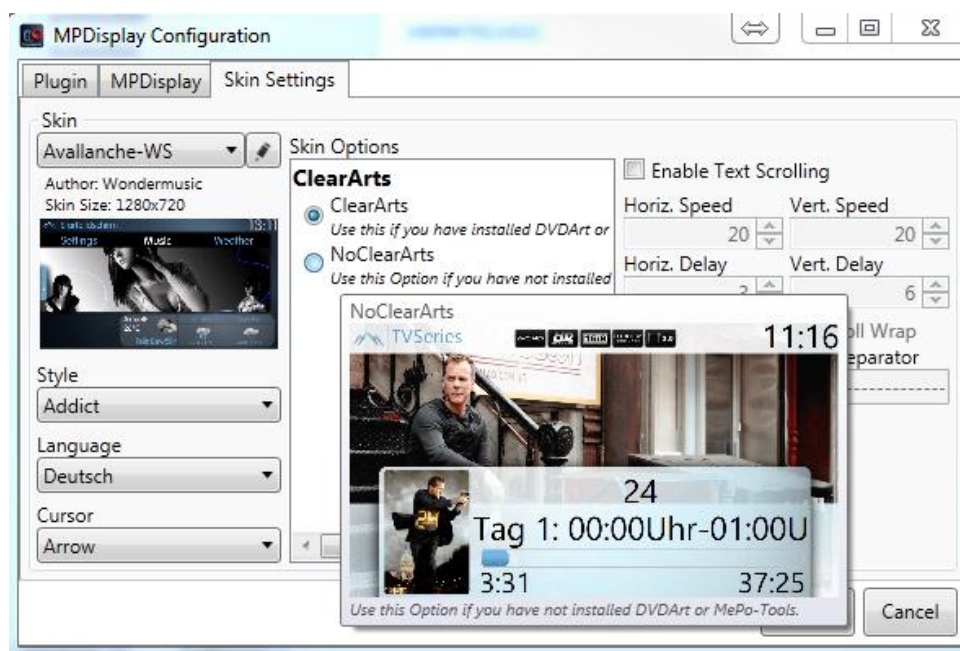 MPDisplay Configuration
Plugin
MPDisplay
Skin Settings
Skin
Avallanche-WS
Author: Wondermusic
Skin Size: 1280x720
Settings
Music
Weather
Style
Addict
Language
Deutsch
Cursor
Arrow
Skin Options
ClearArts
ClearArts
Use this if you have installed DVDArt or
NoClearArts
Use this Option if you have not installed
Enable Text Scrolling
Horiz. Speed
Vert. Speed
20
20
Horiz. Delay
Vert. Delay
6
Wrap
NoClearArts
TVSeries
11:16
24
Tag 1: 00:00Uhr-01:00U
3:31
37:25
Use this Option if you have not installed DVDArt or MePo-Tools.
Cancel